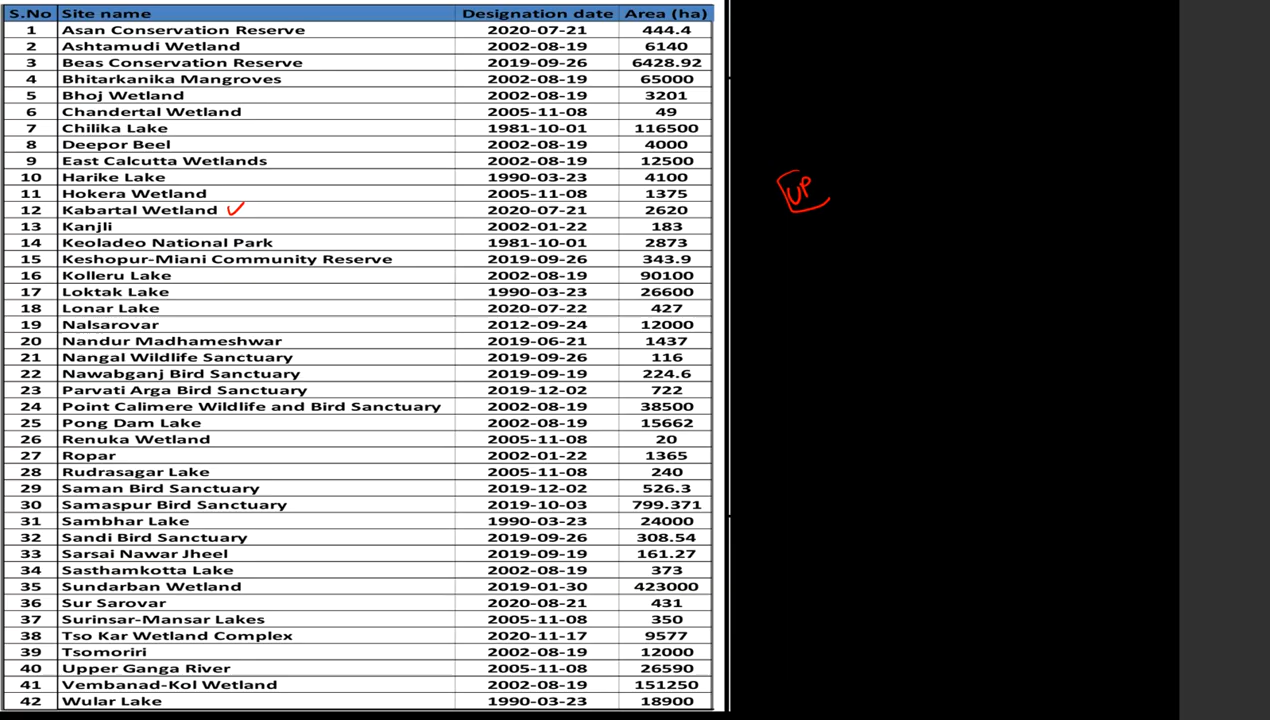 S.No Site name Designation date Area (ha)
1 Asan Conservation Reserve 2020-07-21 444.4
2 Ashtamudi Wetland 2002-08-19 6140
3 Beas Conservation Reserve 2019-09-26 6428.92
4 Bhitarkanika Mangroves 2002-08-19 65000
5 Bhoj Wetland 2002-08-19 3201
6 Chandertal Wetland 2005-11-08 49
7 Chilika Lake 1981-10-01 116500
8 Deepor Beel 2002-08-19 4000
9 East Calcutta Wetlands 2002-08-19 12500
10 Harike Lake 1990-03-23 4100
11 Hokera Wetland 2005-11-08 1375
12 Kabartal Wetland 2020-07-21 2620
13 Kanjli 2002-01-22 183
14 Keoladeo National Park 1981-10-01 2873
15 Keshopur-Miani Community Reserve 2019-09-26 343.9
16 Kolleru Lake 2002-08-19 90100
17 Loktak Lake 1990-03-23 26600
18 Lonar Lake 2020-07-22 427
19 Nalsarovar 2012-09-24 12000
20 Nandur Madhameshwar 2019-06-21 1437
21 Nangal Wildlife Sanctuary 2019-09-26 116
22 Nawabganj Bird Sanctuary 2019-09-19 224.6
23 Parvati Arga Bird Sanctuary 2019-12-02 722
24 Point Calimere Wildlife and Bird Sanctuary 2002-08-19 38500
25 Pong Dam Lake 2002-08-19 15662
26 Renuka Wetland 2005-11-08 20
27 Ropar 2002-01-22 1365
28 Rudrasagar Lake 2005-11-08 240
29 Saman Bird Sanctuary 2019-12-02 526.3
30 Samaspur Bird Sanctuary 2019-10-03 799.371
31 Sambhar Lake 1990-03-23 24000
32 Sandi Bird Sanctuary 2019-09-26 308.54
33 Sarsai Nawar Jheel 2019-09-19 161.27
34 Sasthamkotta Lake 2002-08-19 373
35 Sundarban Wetland 2019-01-30 423000
36 Sur Sarovar 2020-08-21 431
37 Surinsar-Mansar Lakes 2005-11-08 350
38 Tso Kar Wetland Complex 2020-11-17 9577
39 Tsomoriri 2002-08-19 12000
40 Upper Ganga River 2005-11-08 26590
41 Vembanad-Kol Wetland 2002-08-19 151250
42 Wular Lake 1990-03-23 18900
UP